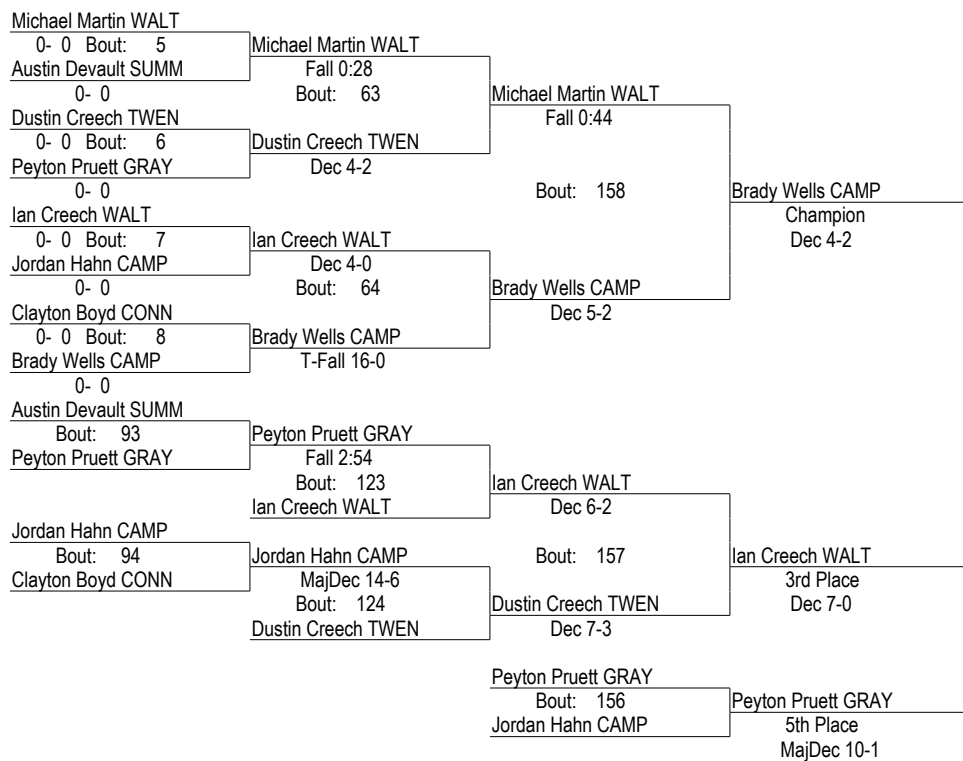 Michael Martin WALT
0- 0 Bout: 5
Michael Martin WALT
Austin Devault SUMM
Fall 0:28
0- 0
Bout: 63
Michael Martin WALT
Dustin Creech TWEN
Fall 0:44
0- 0 Bout: 6
Dustin Creech TWEN
Peyton Pruett GRAY
Dec 4-2
0- 0
Bout: 158
Brady Wells CAMP
Ian Creech WALT
Champion
0- 0 Bout: 7
Ian Creech WALT
Dec 4-2
Jordan Hahn CAMP
Dec 4-0
0- 0
Bout: 64
Brady Wells CAMP
Clayton Boyd CONN
Dec 5-2
0- 0 Bout: 8
Brady Wells CAMP
Brady Wells CAMP
T-Fall 16-0
0- 0
Austin Devault SUMM
Bout: 93
Peyton Pruett GRAY
Peyton Pruett GRAY
Fall 2:54
Bout: 123
Ian Creech WALT
Ian Creech WALT
Dec 6-2
Jordan Hahn CAMP
Bout: 94
Jordan Hahn CAMP
Bout: 157
Ian Creech WALT
Clayton Boyd CONN
MajDec 14-6
3rd Place
Bout: 124
Dustin Creech TWEN
Dec 7-0
Dustin Creech TWEN
Dec 7-3
Peyton Pruett GRAY
Bout: 156
Peyton Pruett GRAY
Jordan Hahn CAMP
5th Place
MajDec 10-1